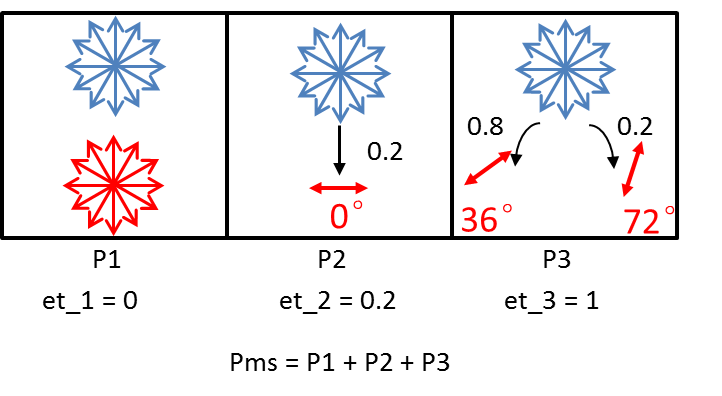 0.2
0.8
0.2
0°
36°
72°
P1
P2
P3
et_1 = 0
et_2 = 0.2
et_3 = 1
Pms = P1 + P2 + P3